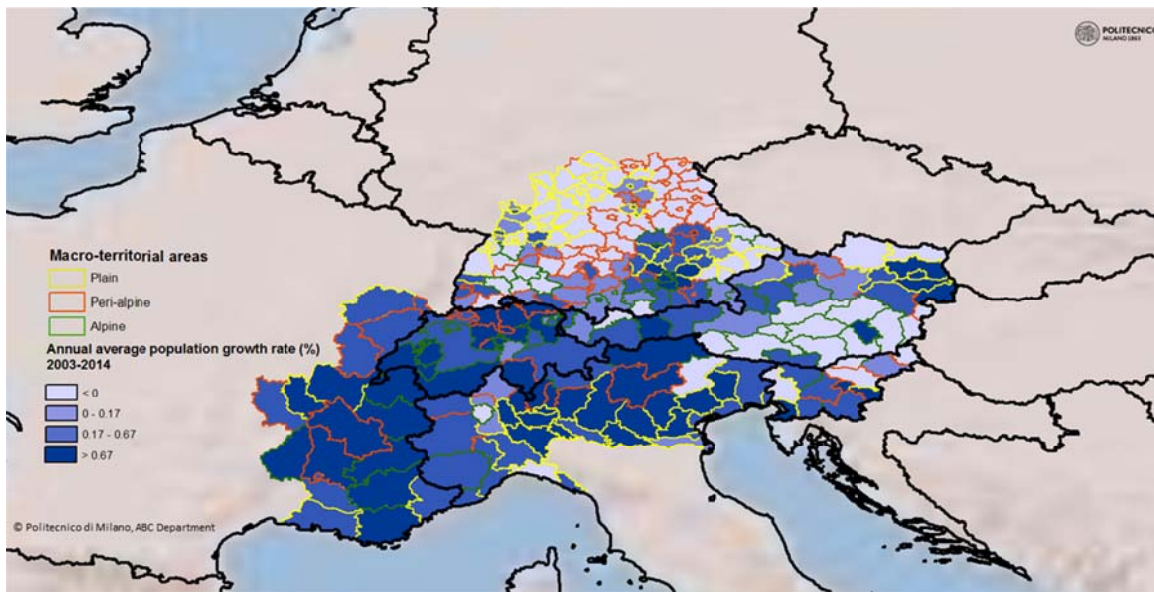 POLITECNICO
MILANO 1863
Macro-territorial areas
Plain
Peri-alpine
Alpine
Annual average population growth rate (%)
2003-2014
< 0
0 - 0.17
0.17 - 0.67
> 0.67
© Politecnico di Milano, ABC Department